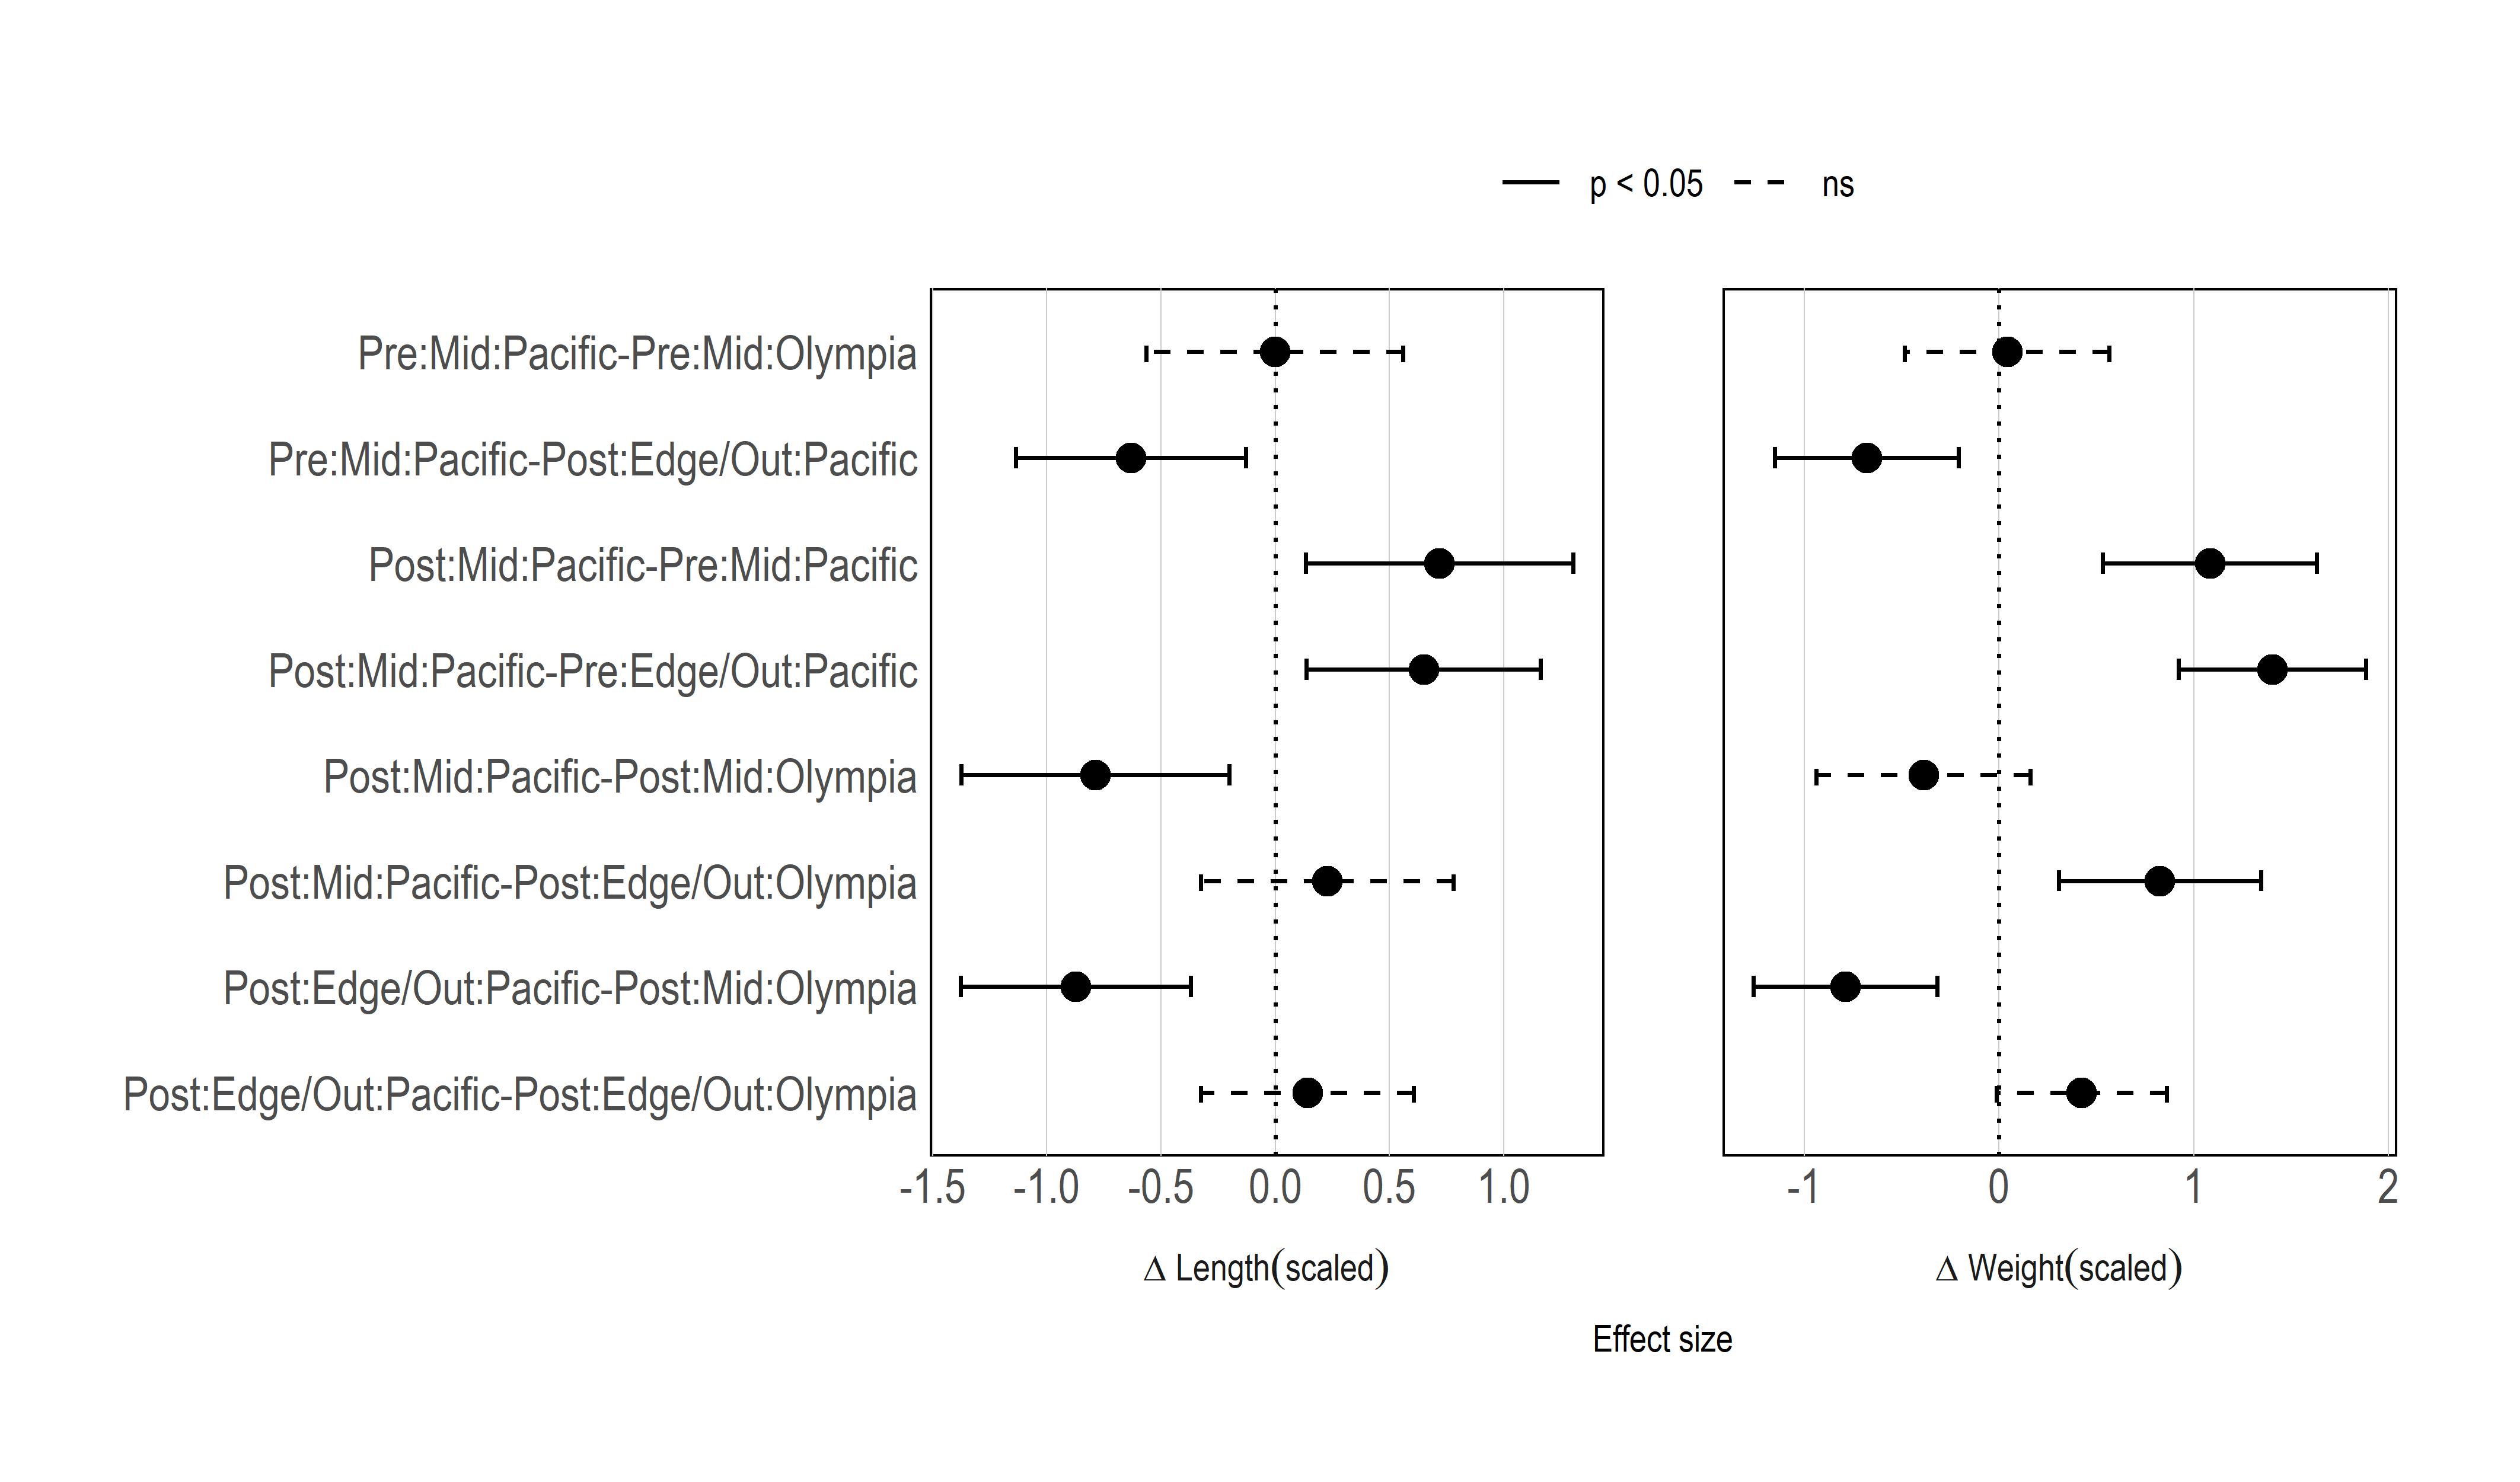 p < 0.05 ns
Pre:Mid:Pacific-Pre:Mid:Olympia
Pre:Mid:Pacific-Post:Edge/Out:Pacific
Post:Mid:Pacific-Pre:Mid:Pacific
Post:Mid:Pacific-Pre:Edge/Out:Pacific
Post:Mid:Pacific-Post:Mid:Olympia
Post:Mid:Pacific-Post:Edge/Out:Olympia
Post:Edge/Out:Pacific-Post:Mid:Olympia
Post:Edge/Out:Pacific-Post:Edge/Out:Olympia
-1.5 -1.0 -0.5 0.0 0.5 1.0
-1 0 1 2
Δ Length(scaled)
Δ Weight(scaled)
Effect size